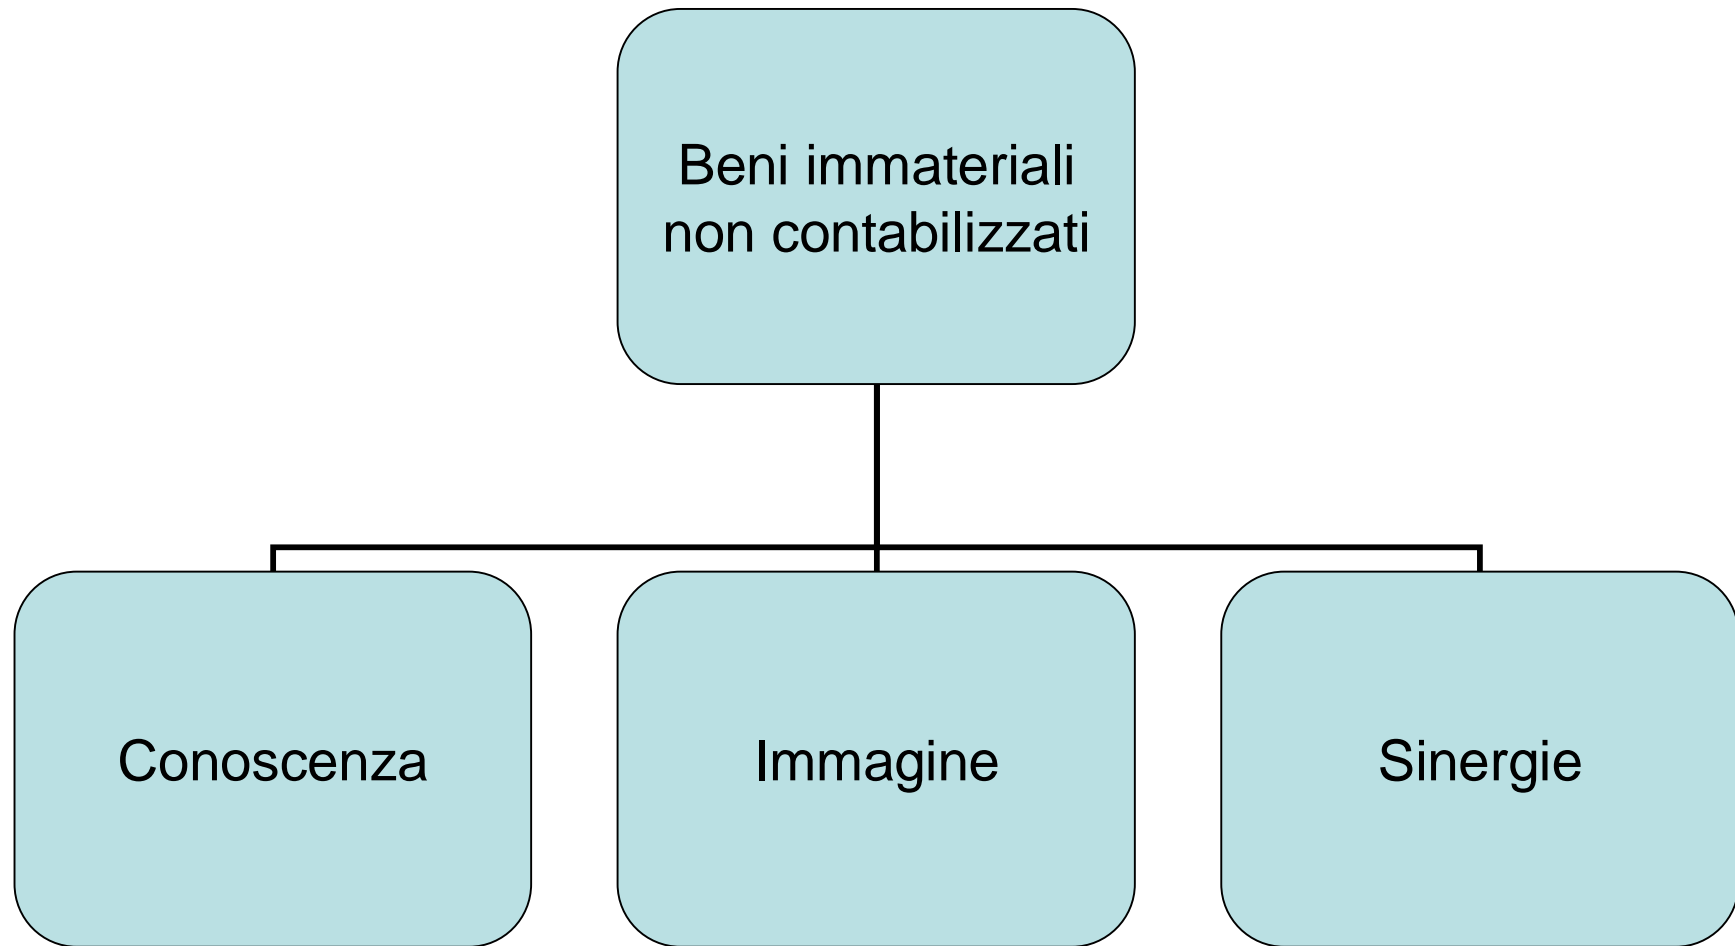 Beni immateriali
non contabilizzati
Conoscenza
Immagine
Sinergie